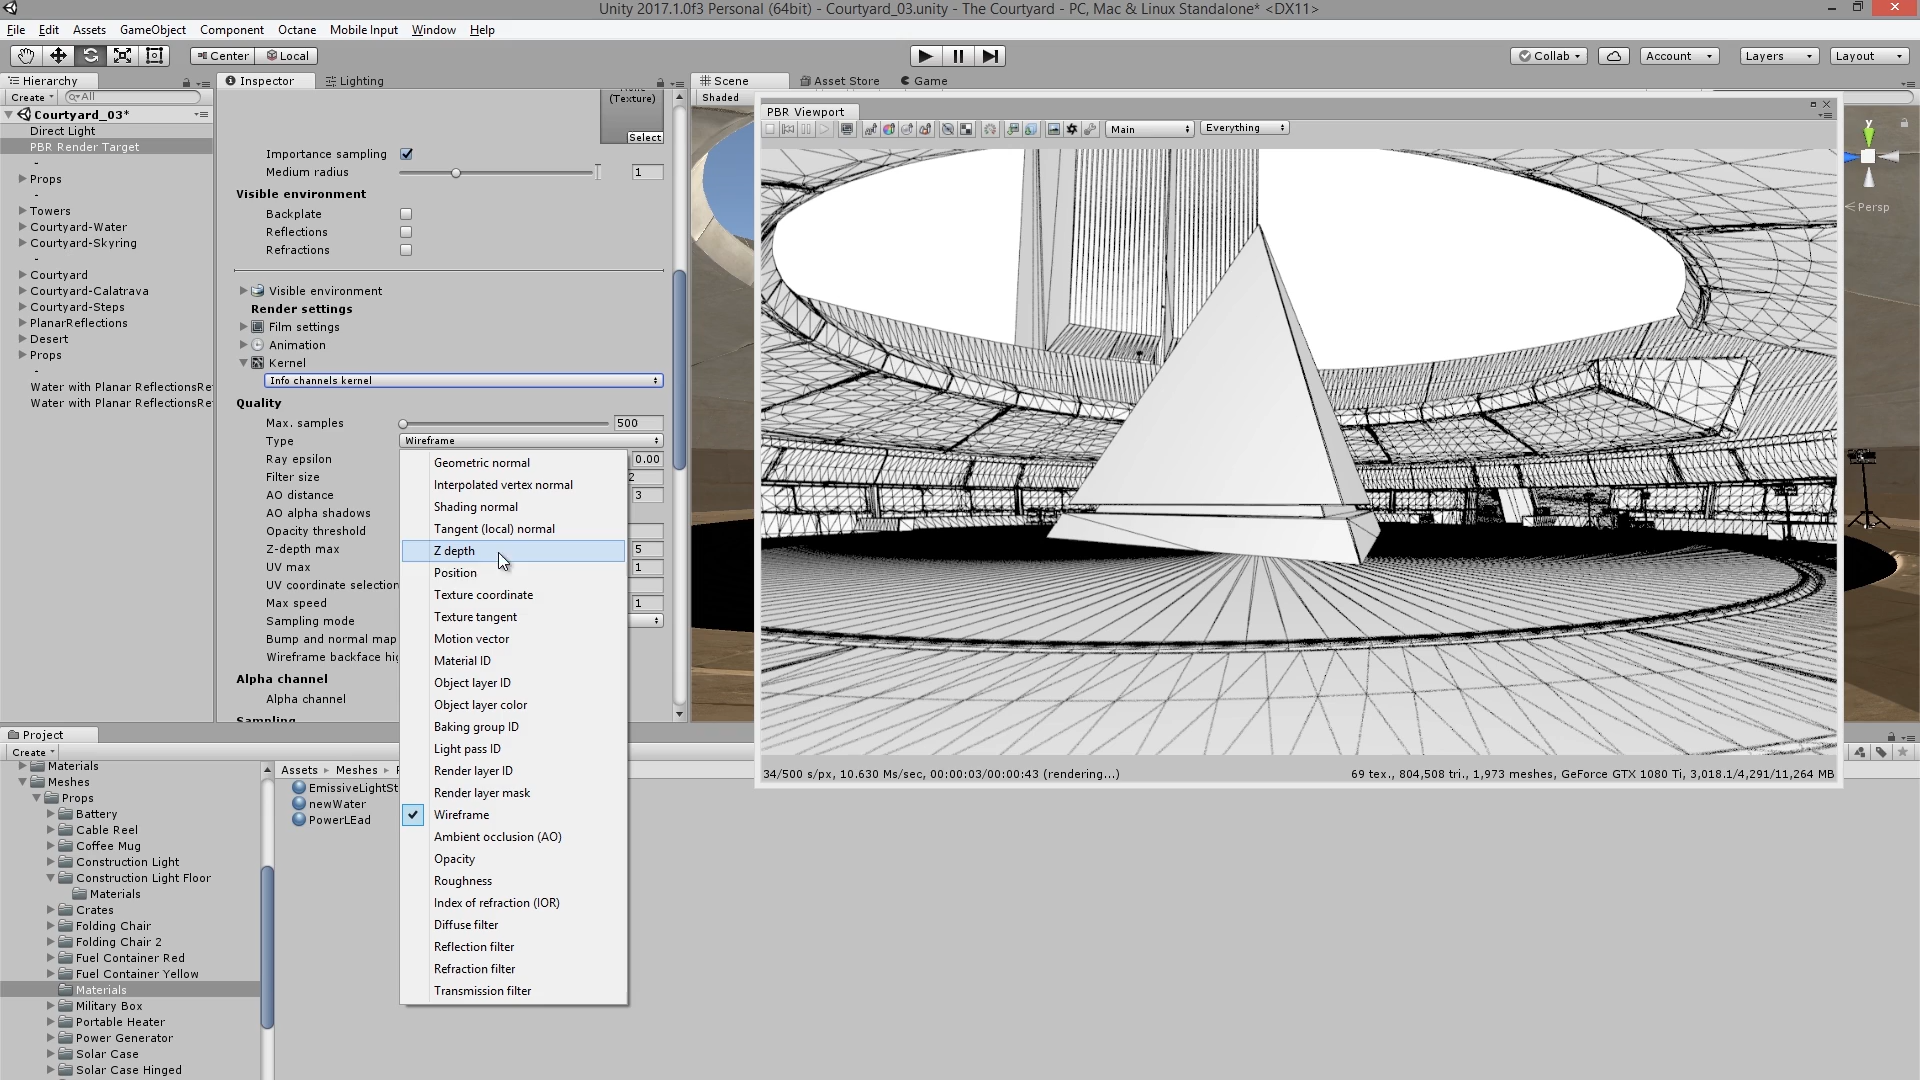 Unity 2017.1.0f3 Personal (64bit) - Courtyard_03.unity - The Courtyard - PC, Mac & Linux Standalone* <DX11>
File Edit Assets GameObject Component Octane Mobile Input Window Help
Center Local Collab Account Layers Layout
Hierarchy
Create All
Courtyard_03*
Direct Light
PBR Render Target
-
Props
-
Towers
Courtyard-Water
Courtyard-Skyring
-
Courtyard
Courtyard-Calatrava
Courtyard-Steps
PlanarReflections
Desert
Props
-
Water with Planar ReflectionsRe
Water with Planar ReflectionsRe
Inspector Lighting
(Texture)
Select
Importance sampling
Medium radius 1
Visible environment
Backplate
Reflections
Refractions
Visible environment
Render settings
Film settings
Animation
Kernel
Info channels kernel
Quality
Max. samples 500
Type Wireframe
Ray epsilon 0.00
Filter size 2
AO distance 3
AO alpha shadows
Opacity threshold
Z-depth max 5
UV max 1
UV coordinate selection
Max speed 1
Sampling mode
Bump and normal map
Wireframe backface hi
Alpha channel
Alpha channel
Sampling
Geometric normal
Interpolated vertex normal
Shading normal
Tangent (local) normal
Z depth
Position
Texture coordinate
Texture tangent
Motion vector
Material ID
Object layer ID
Object layer color
Baking group ID
Light pass ID
Render layer ID
Render layer mask
Wireframe
Ambient occlusion (AO)
Opacity
Roughness
Index of refraction (IOR)
Diffuse filter
Reflection filter
Refraction filter
Transmission filter
Scene Asset Store Game
Shaded
PBR Viewport
Main Everything
y
Persp
34/500 s/px, 10.630 Ms/sec, 00:00:03/00:00:43 (rendering...)
69 tex., 804,508 tri., 1,973 meshes, GeForce GTX 1080 Ti, 3,018.1/4,291/11,264 MB
Project
Create
Materials
Meshes
Props
Battery
Cable Reel
Coffee Mug
Construction Light
Construction Light Floor
Materials
Crates
Folding Chair
Folding Chair 2
Fuel Container Red
Fuel Container Yellow
Materials
Military Box
Portable Heater
Power Generator
Solar Case
Solar Case Hinged
Assets Meshes
EmissiveLightSt
newWater
PowerLEad